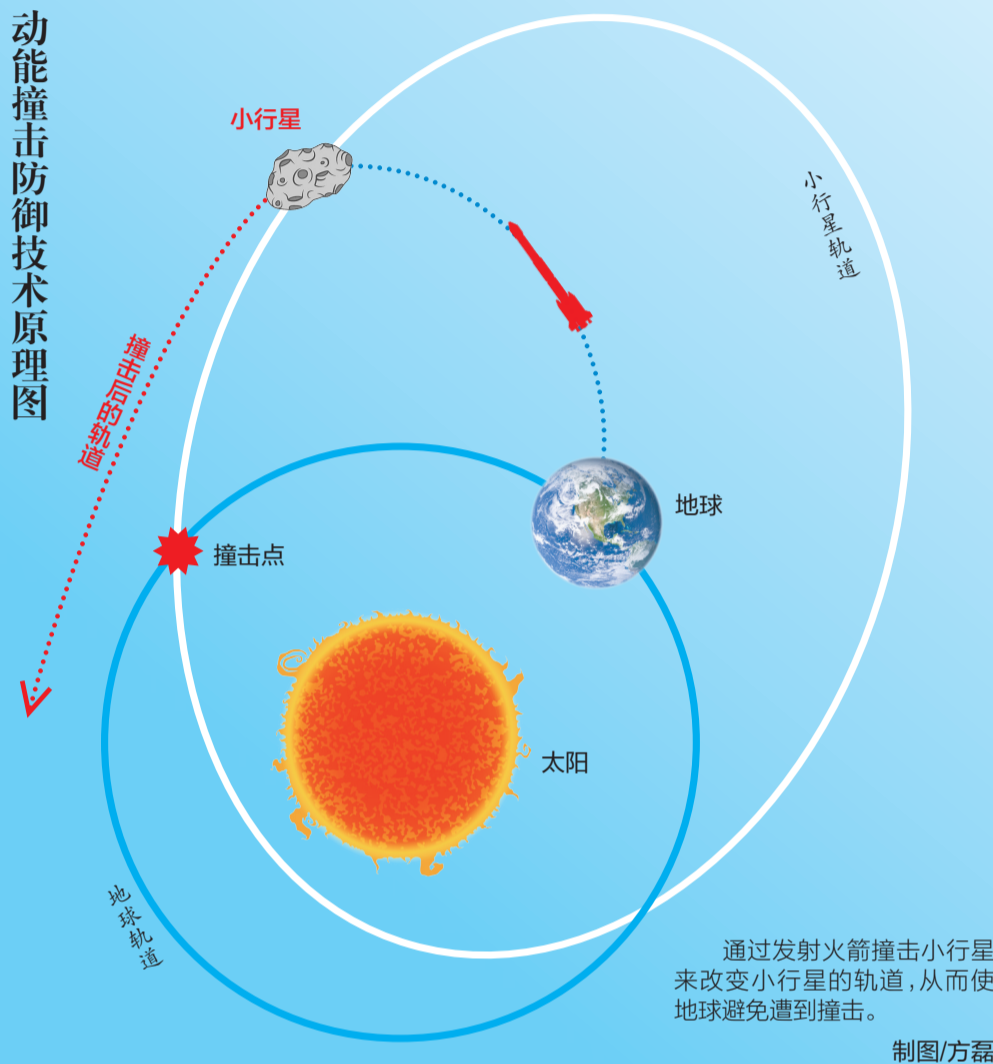 动能撞击防御技术原理图
小行星
小行星轨道
撞击后的轨道
地球
撞击点
太阳
地球轨道
通过发射火箭撞击小行星
来改变小行星的轨道,从而使
地球避免遭到撞击。
制图/方磊